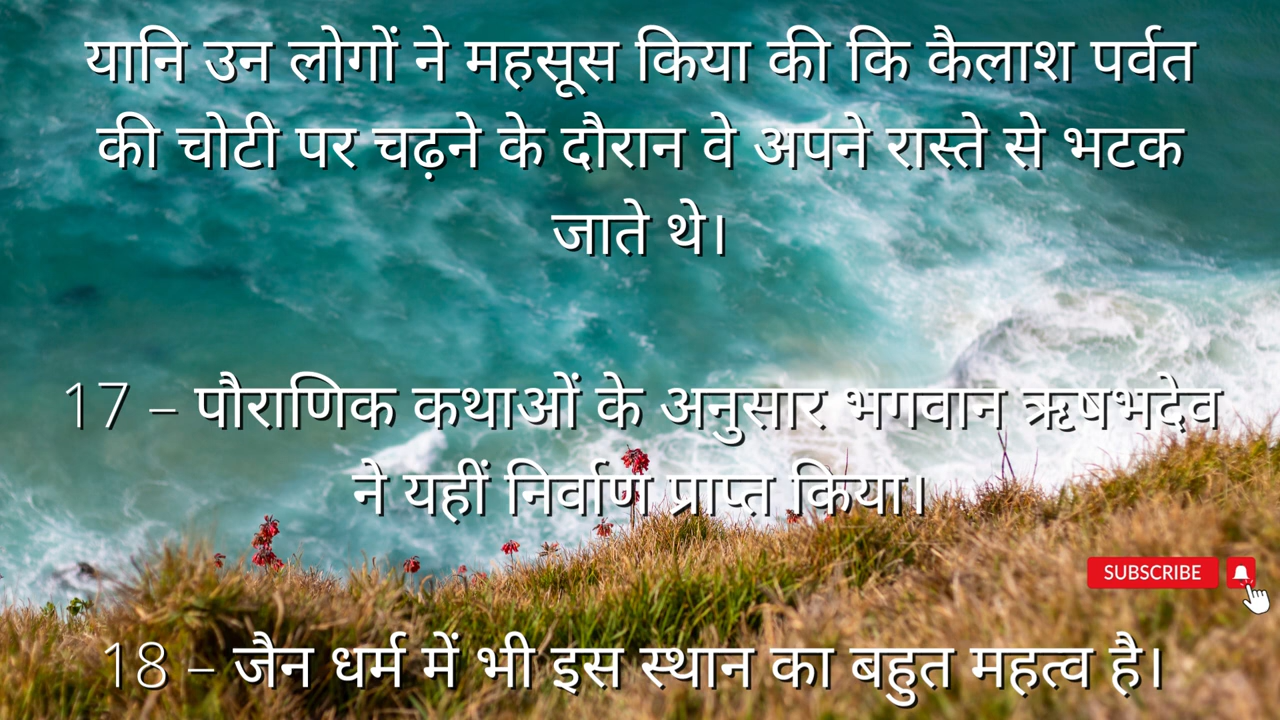 यानि उन लोगों ने महसूस किया की कि कैलाश पर्वत
की चोटी पर चढ़ने के दौरान वे अपने रास्ते से भटक
जाते थे।
17 – पौराणिक कथाओं के अनुसार भगवान ऋषभदेव
ने यहीं निर्वाण प्राप्त किया।
SUBSCRIBE
18 – जैन धर्म में भी इस स्थान का बहुत महत्व है।